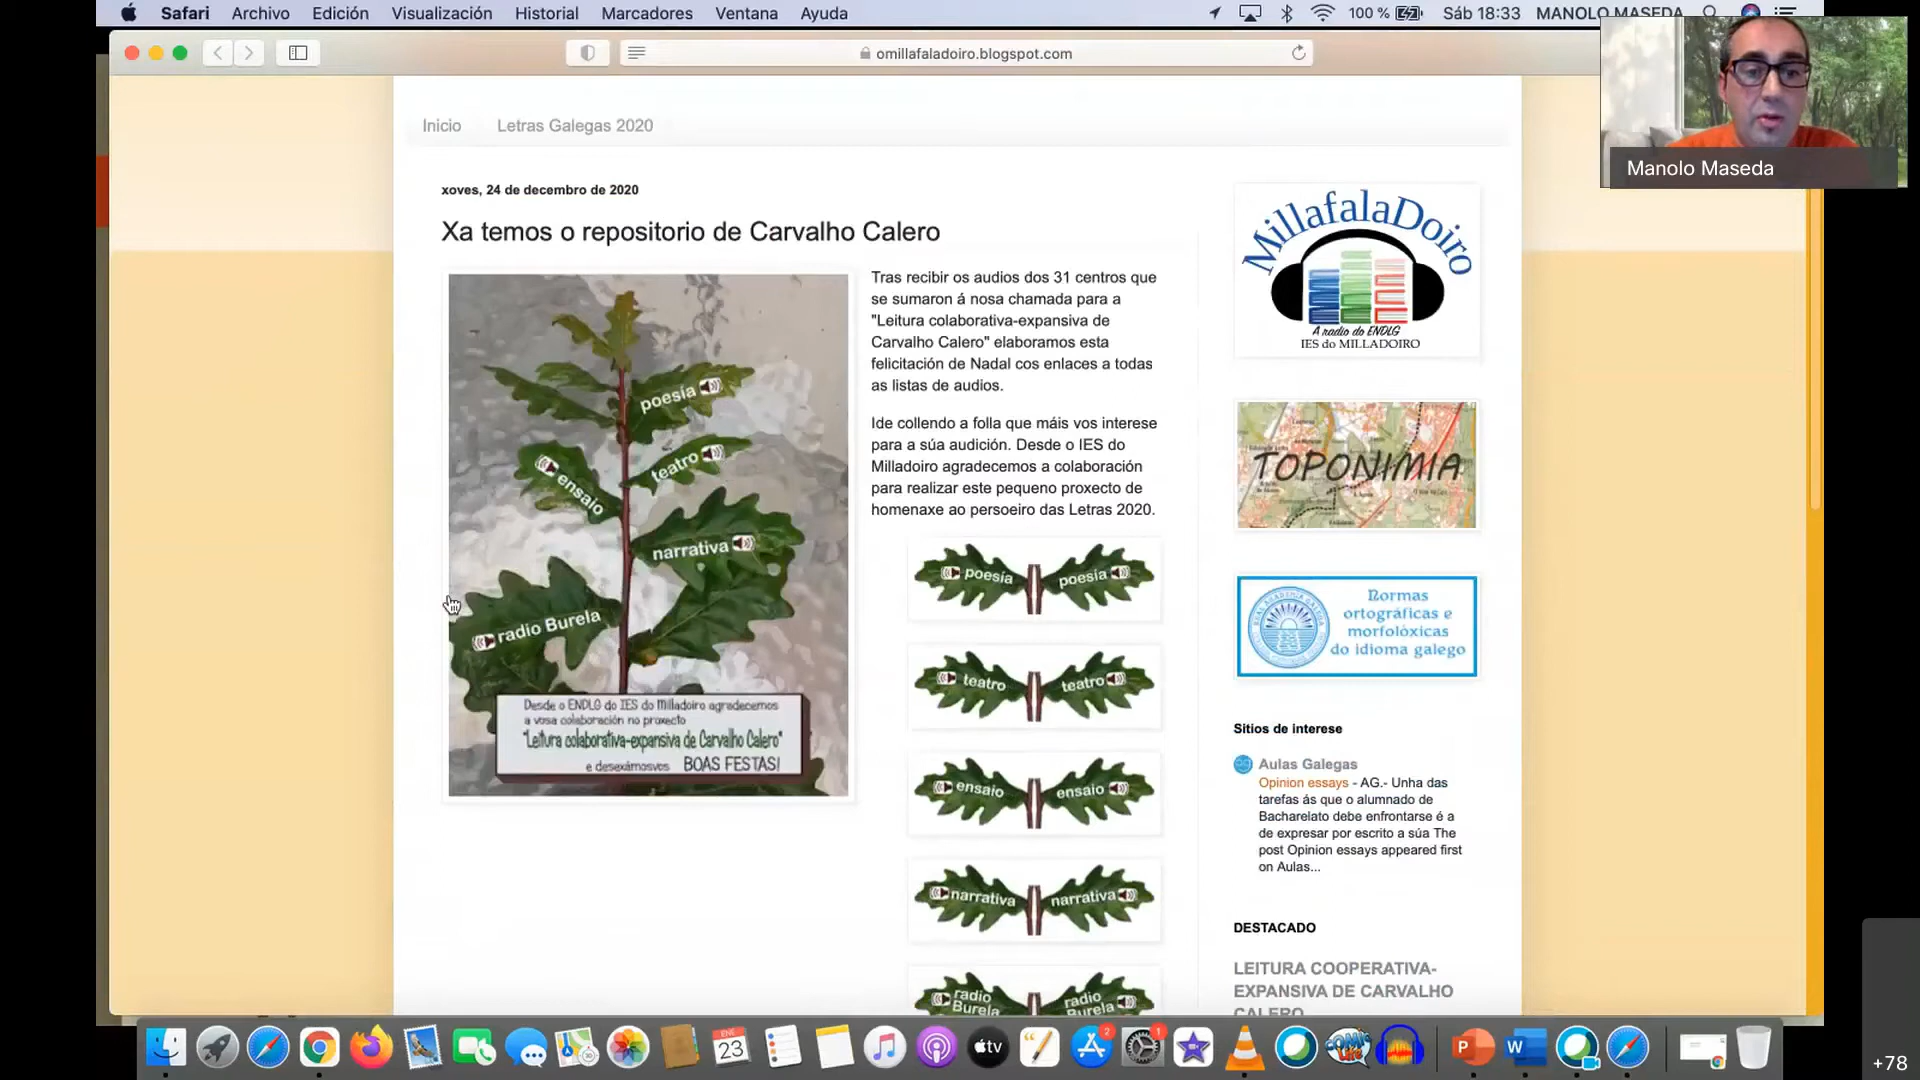 Safari Archivo Edición Visualización Historial Marcadores Ventana Ayuda
100 % Sáb 18:33 MANOLO MASEDA
omillafaladoiro.blogspot.com
Manolo Maseda
Inicio Letras Galegas 2020
xoves, 24 de decembro de 2020
Xa temos o repositorio de Carvalho Calero
poesía
teatro
ensaio
narrativa
radio Burela
Desde o ENDLG do IES do Milladoiro agradecemos
a vosa colaboración no proxecto
"Leitura colaborativa-expansiva de Carvalho Calero"
e desexámosvos BOAS FESTAS!
Tras recibir os audios dos 31 centros que
se sumaron á nosa chamada para a
"Leitura colaborativa-expansiva de
Carvalho Calero" elaboramos esta
felicitación de Nadal cos enlaces a todas
as listas de audios.
Ide collendo a folla que máis vos interese
para a súa audición. Desde o IES do
Milladoiro agradecemos a colaboración
para realizar este pequeno proxecto de
homenaxe ao persoeiro das Letras 2020.
poesía poesía
teatro teatro
ensaio ensaio
narrativa narrativa
radio radio
Burela Burela
MillafalaDoiro
A radio do ENDLG
IES do MILLADOIRO
TOPONIMIA
Normas
ortográficas e
morfolóxicas
do idioma galego
Sitios de interese
Aulas Galegas
Opinion essays - AG.- Unha das
tarefas ás que o alumnado de
Bacharelato debe enfrontarse é a
de expresar por escrito a súa The
post Opinion essays appeared first
on Aulas...
DESTACADO
LEITURA COOPERATIVA-
EXPANSIVA DE CARVALHO
CALERO
ENE
23
tv
2
1
P
W
+78